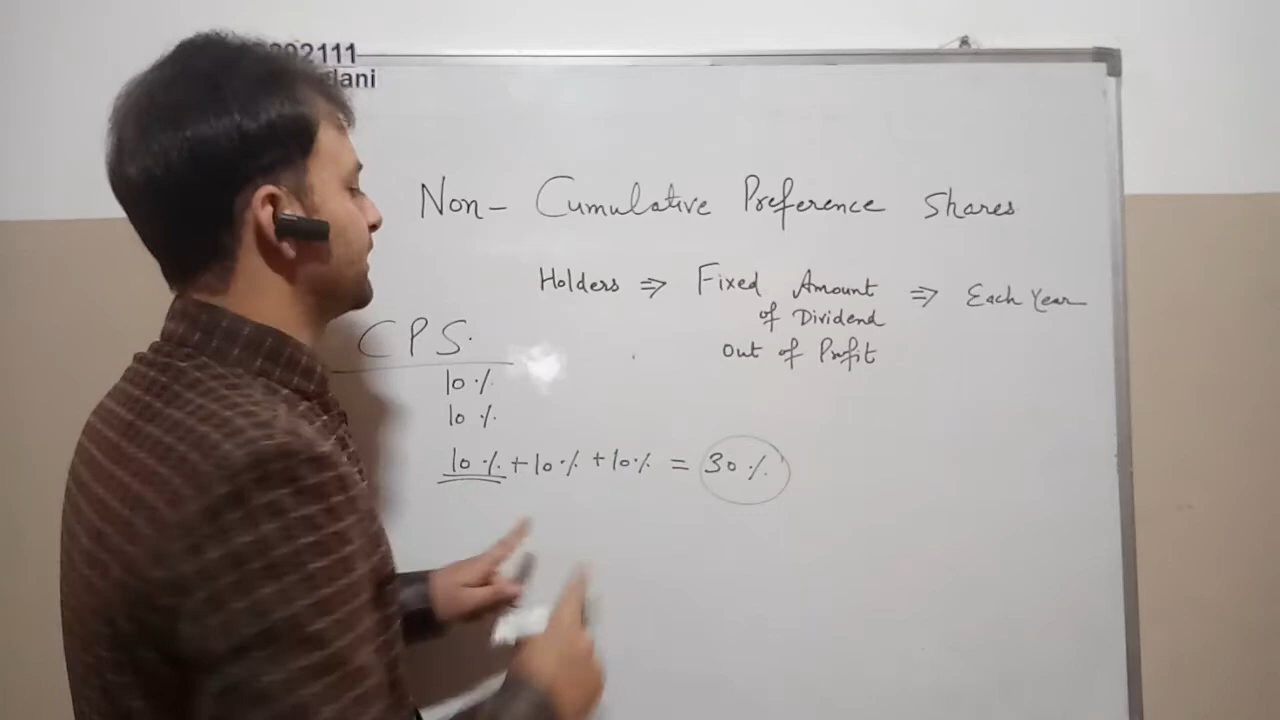 Non- Cumulative Preference Shares
Holders ⇒ Fixed Amount ⇒ Each Year
of Dividend
out of Profit
CPS.
10 %
10 %
10 % + 10 % + 10 % = 30 %